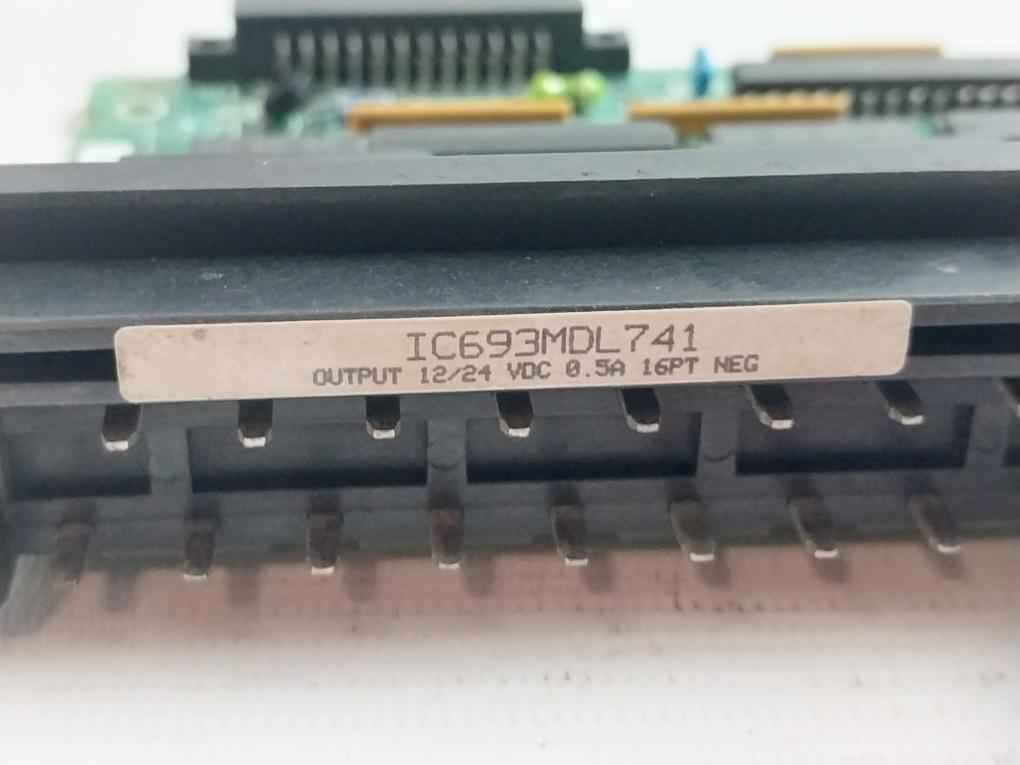 IC693MDL741
OUTPUT 12/24 VDC 0.5A 16PT NEG